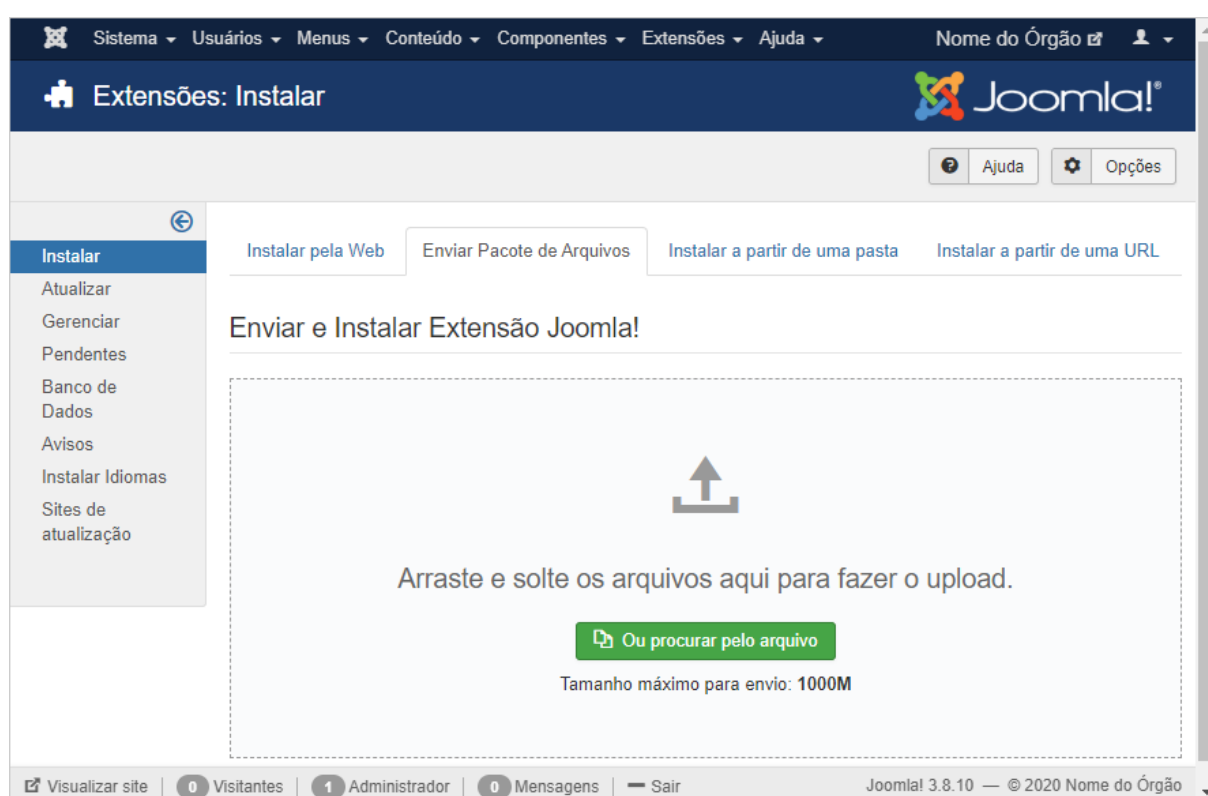 Sistema Usuários Menus Conteúdo Componentes Extensões Ajuda Nome do Órgão
Extensões: Instalar Joomla!®
Ajuda Opções
Instalar
Atualizar
Gerenciar
Pendentes
Banco de
Dados
Avisos
Instalar Idiomas
Sites de
atualização
Instalar pela Web Enviar Pacote de Arquivos Instalar a partir de uma pasta Instalar a partir de uma URL
Enviar e Instalar Extensão Joomla!
Arraste e solte os arquivos aqui para fazer o upload.
Ou procurar pelo arquivo
Tamanho máximo para envio: 1000M
Visualizar site | 0 Visitantes | 1 Administrador | 0 Mensagens | Sair Joomla! 3.8.10 — © 2020 Nome do Órgão